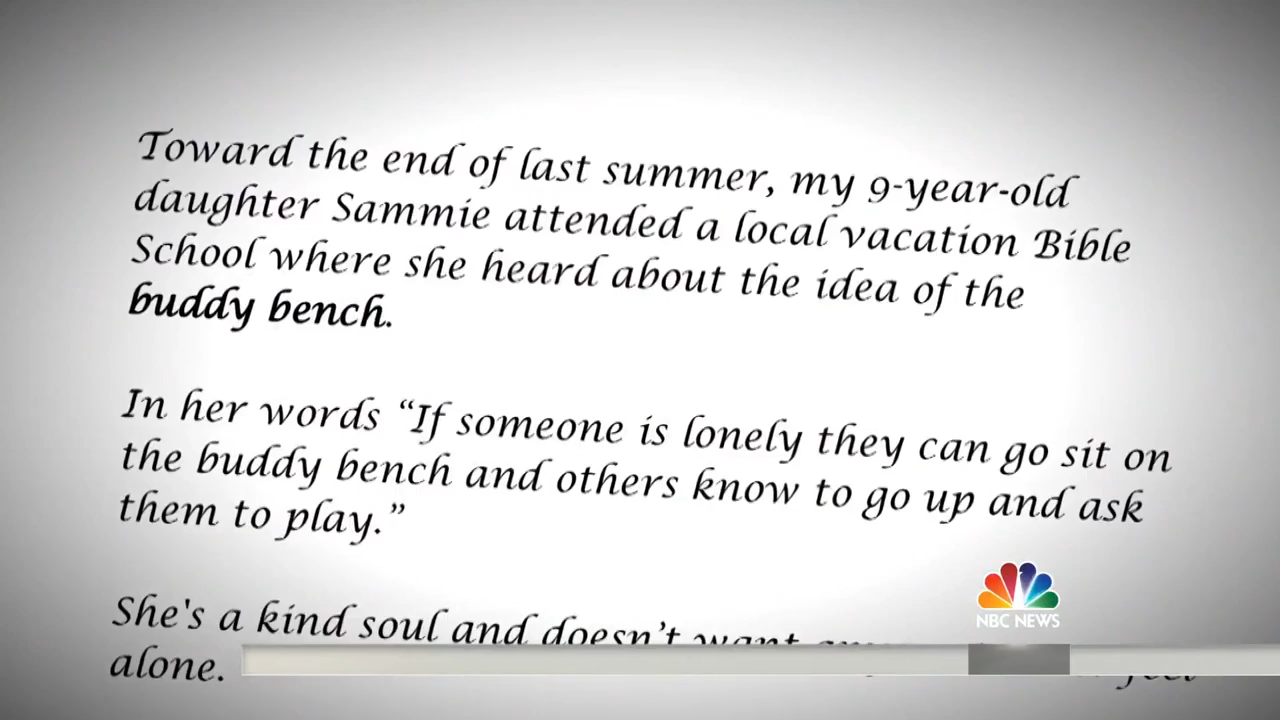 Toward the end of last summer, my 9-year-old
daughter Sammie attended a local vacation Bible
School where she heard about the idea of the
buddy bench.
In her words “If someone is lonely they can go sit on
the buddy bench and others know to go up and ask
them to play.”
She's a kind soul and doesn’t want
alone.
NBC NEWS